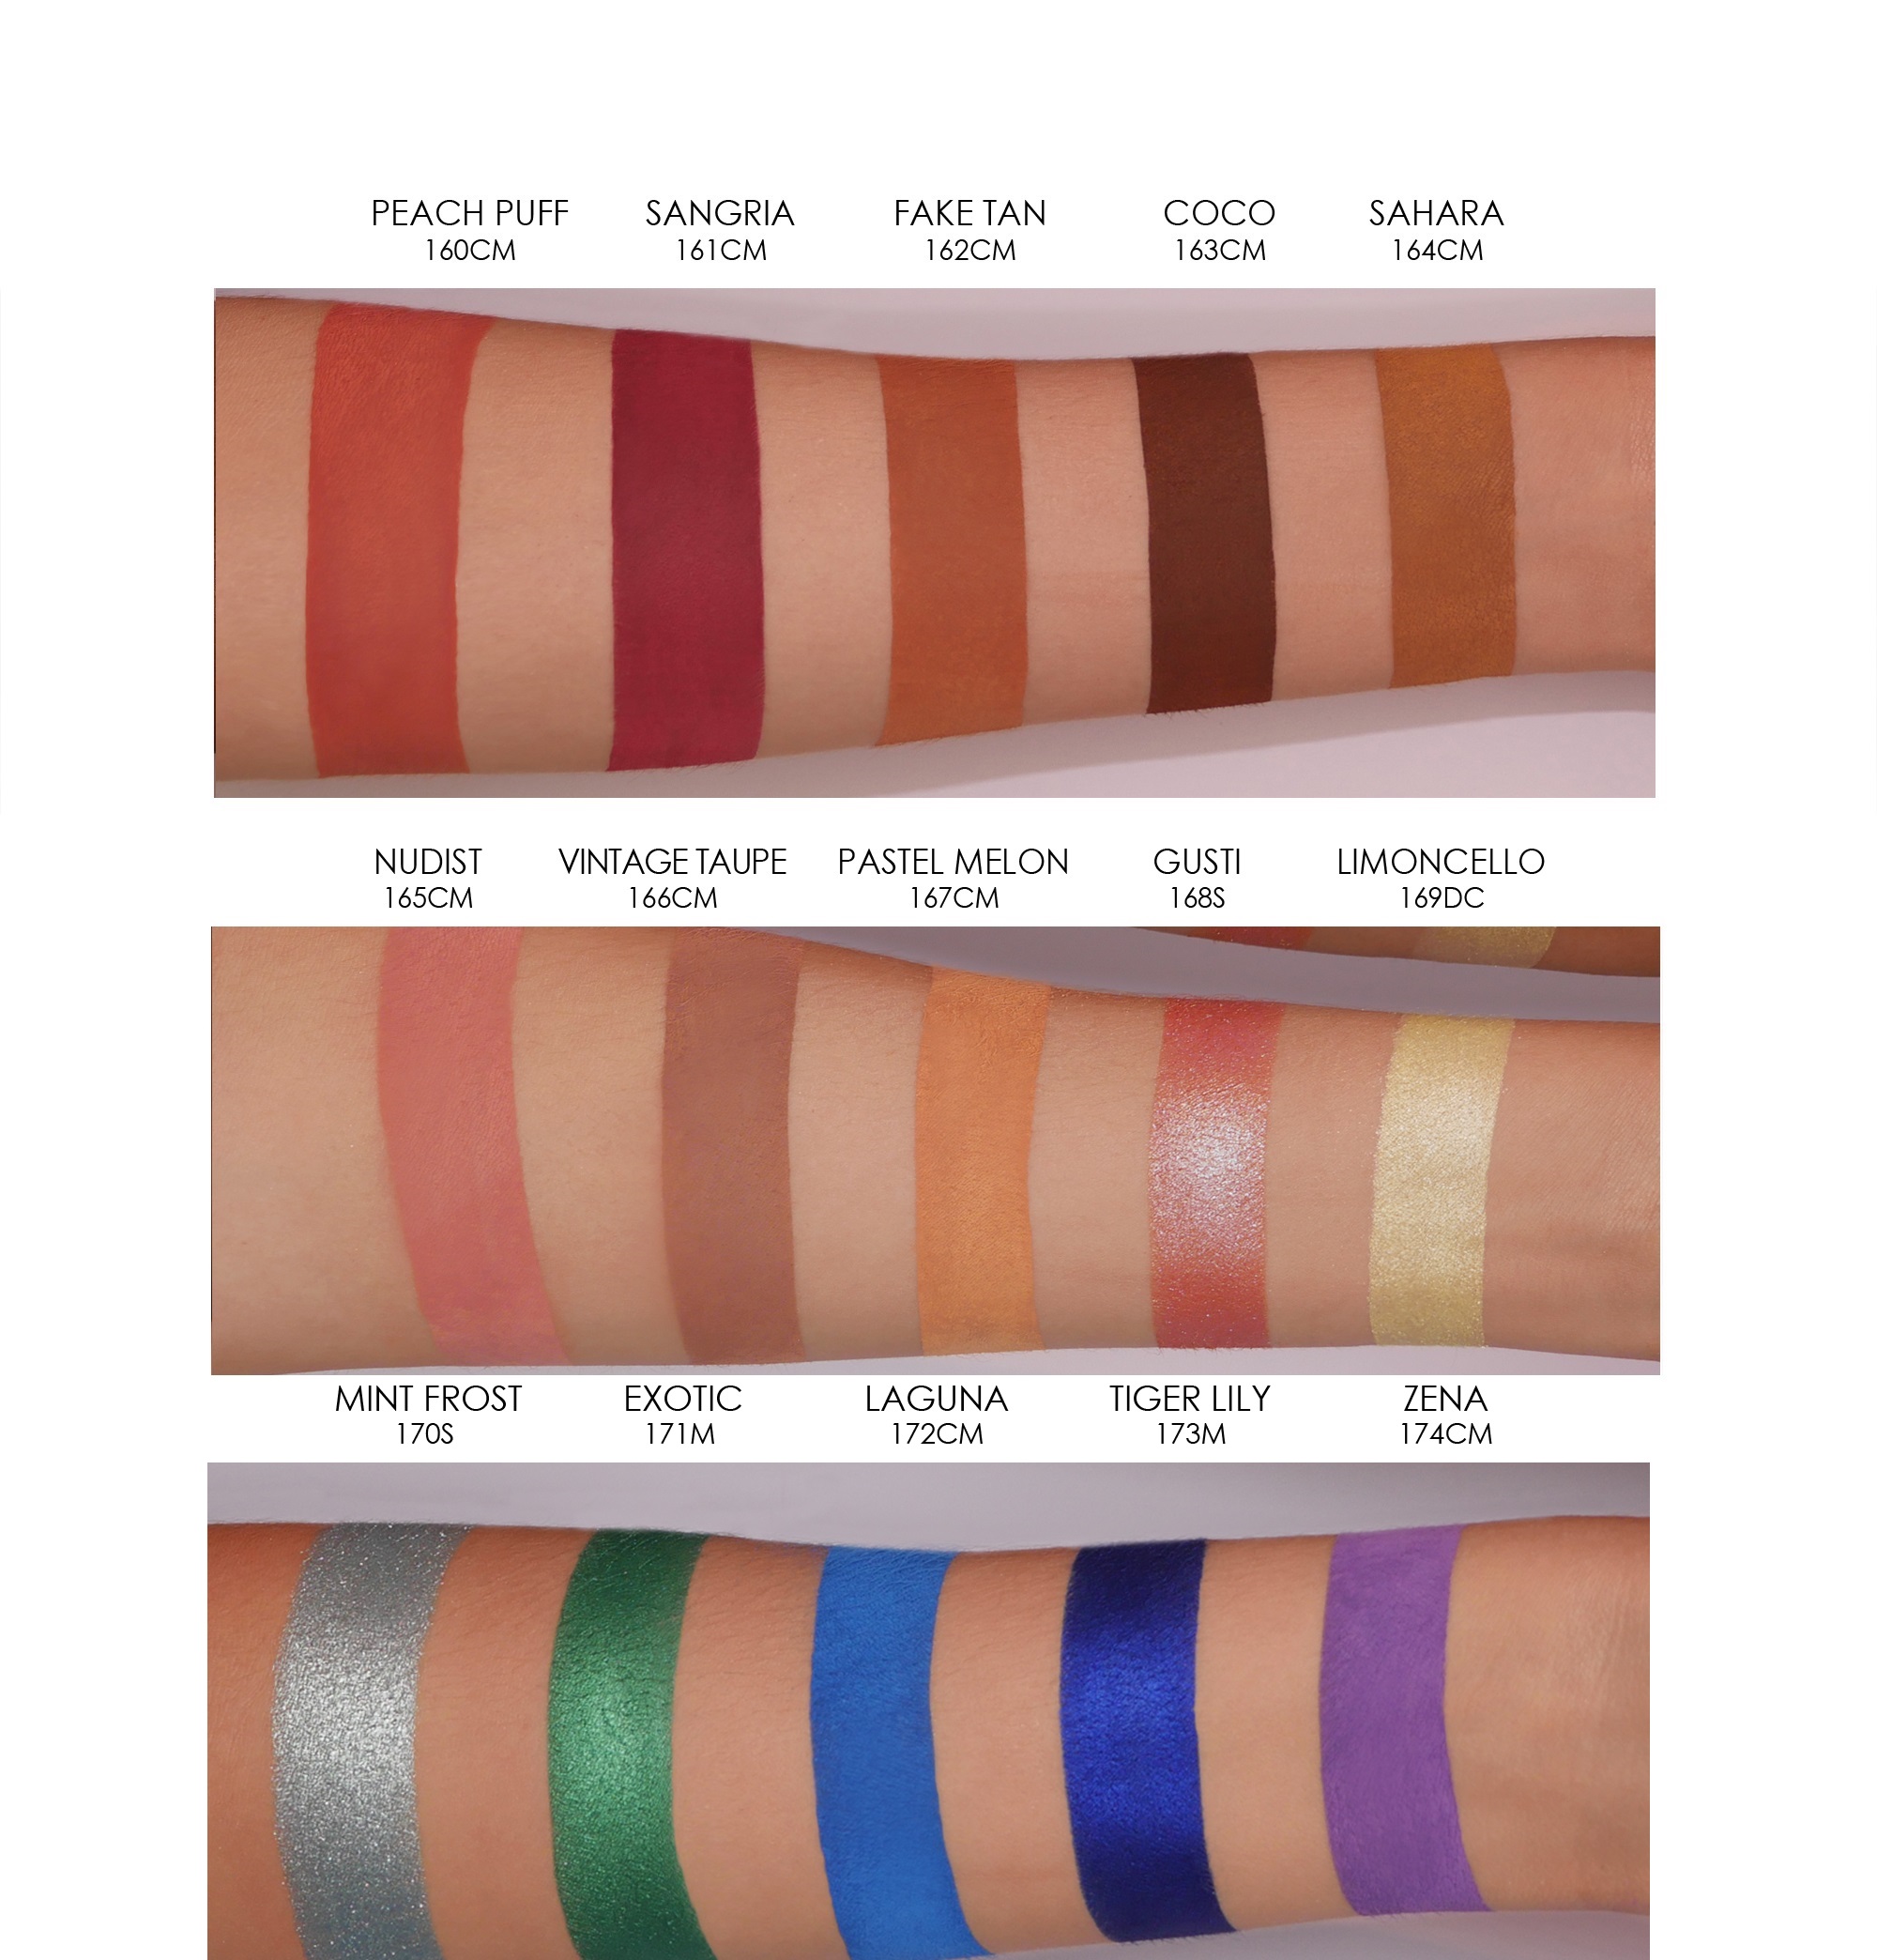 PEACH PUFF SANGRIA FAKE TAN COCO SAHARA
160CM 161CM 162CM 163CM 164CM
NUDIST VINTAGE TAUPE PASTEL MELON GUSTI LIMONCELLO
165CM 166CM 167CM 168S 169DC
MINT FROST EXOTIC LAGUNA TIGER LILY ZENA
170S 171M 172CM 173M 174CM